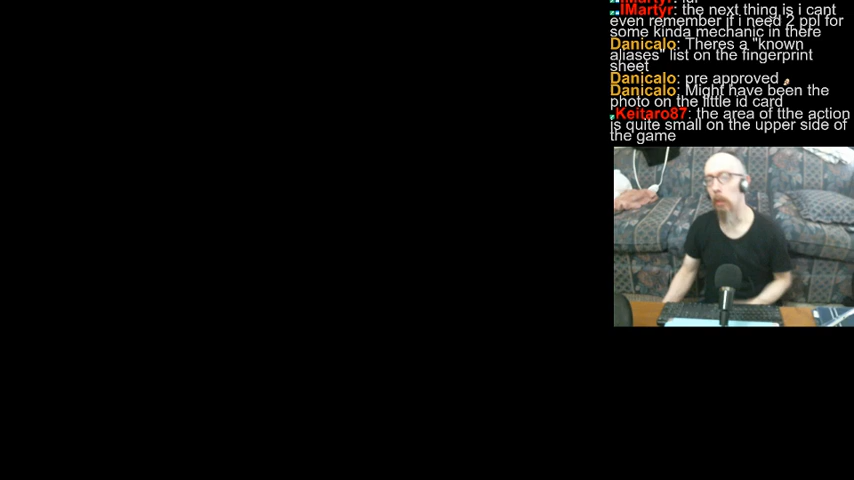 IMartyr: lul
IMartyr: the next thing is i cant
even remember if i need 2 ppl for
some kinda mechanic in there
Danicalo: Theres a "known
aliases" list on the fingerprint
sheet
Danicalo: pre approved
Danicalo: Might have been the
photo on the little id card
Keitaro87: the area of tthe action
is quite small on the upper side of
the game